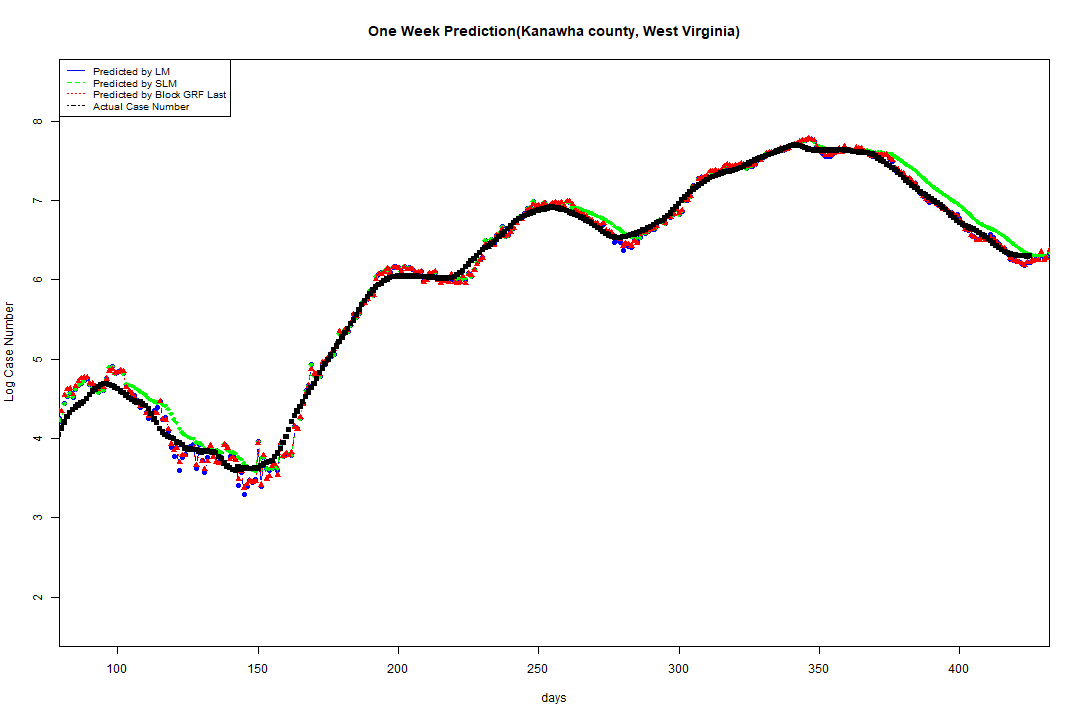 One Week Prediction(Kanawha county, West Virginia)
Predicted by LM
Predicted by SLM
Predicted by Block GRF Last
Actual Case Number
8
7
6
5
4
3
2
Log Case Number
100 150 200 250 300 350 400
days